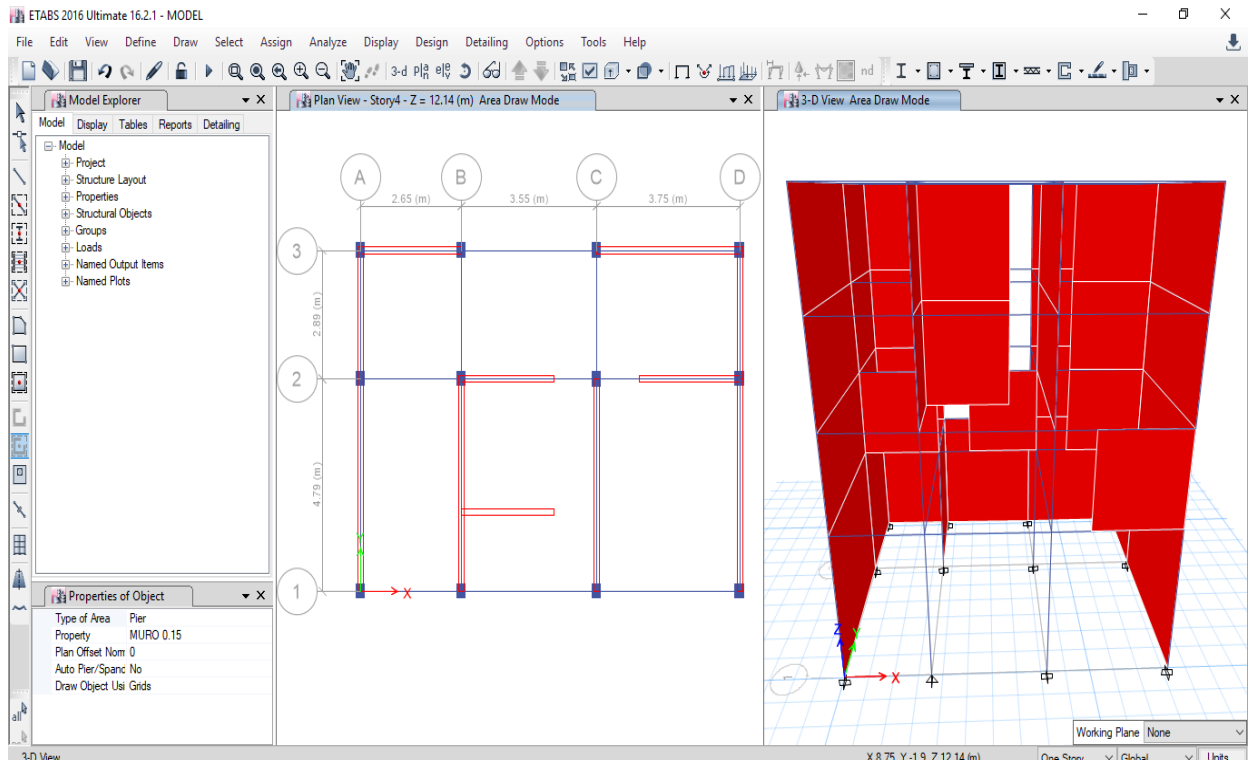 ETABS 2016 Ultimate 16.2.1 - MODEL
File Edit View Define Draw Select Assign Analyze Display Design Detailing Options Tools Help
3-d
nd
Model Explorer
Model Display Tables Reports Detailing
Model
Project
Structure Layout
Properties
Structural Objects
Groups
Loads
Named Output Items
Named Plots
Properties of Object
Type of Area Pier
Property MURO 0.15
Plan Offset Norm 0
Auto Pier/Spanc No
Draw Object Usi Grids
all
Plan View - Story4 - Z = 12.14 (m) Area Draw Mode
A B C D
2.65 (m) 3.55 (m) 3.75 (m)
3
2.89 (m)
2
4.79 (m)
Y
1
X
3-D View Area Draw Mode
Z Y
X
1
Working Plane None
3-D View
X 8.75 Y -1.9 Z 12.14 (m) One Story Global Units